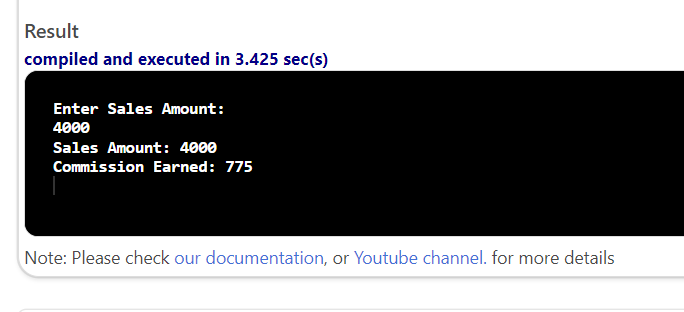 Result
compiled and executed in 3.425 sec(s)
Enter Sales Amount:
4000
Sales Amount: 4000
Commission Earned: 775
Note: Please check our documentation, or Youtube channel. for more details